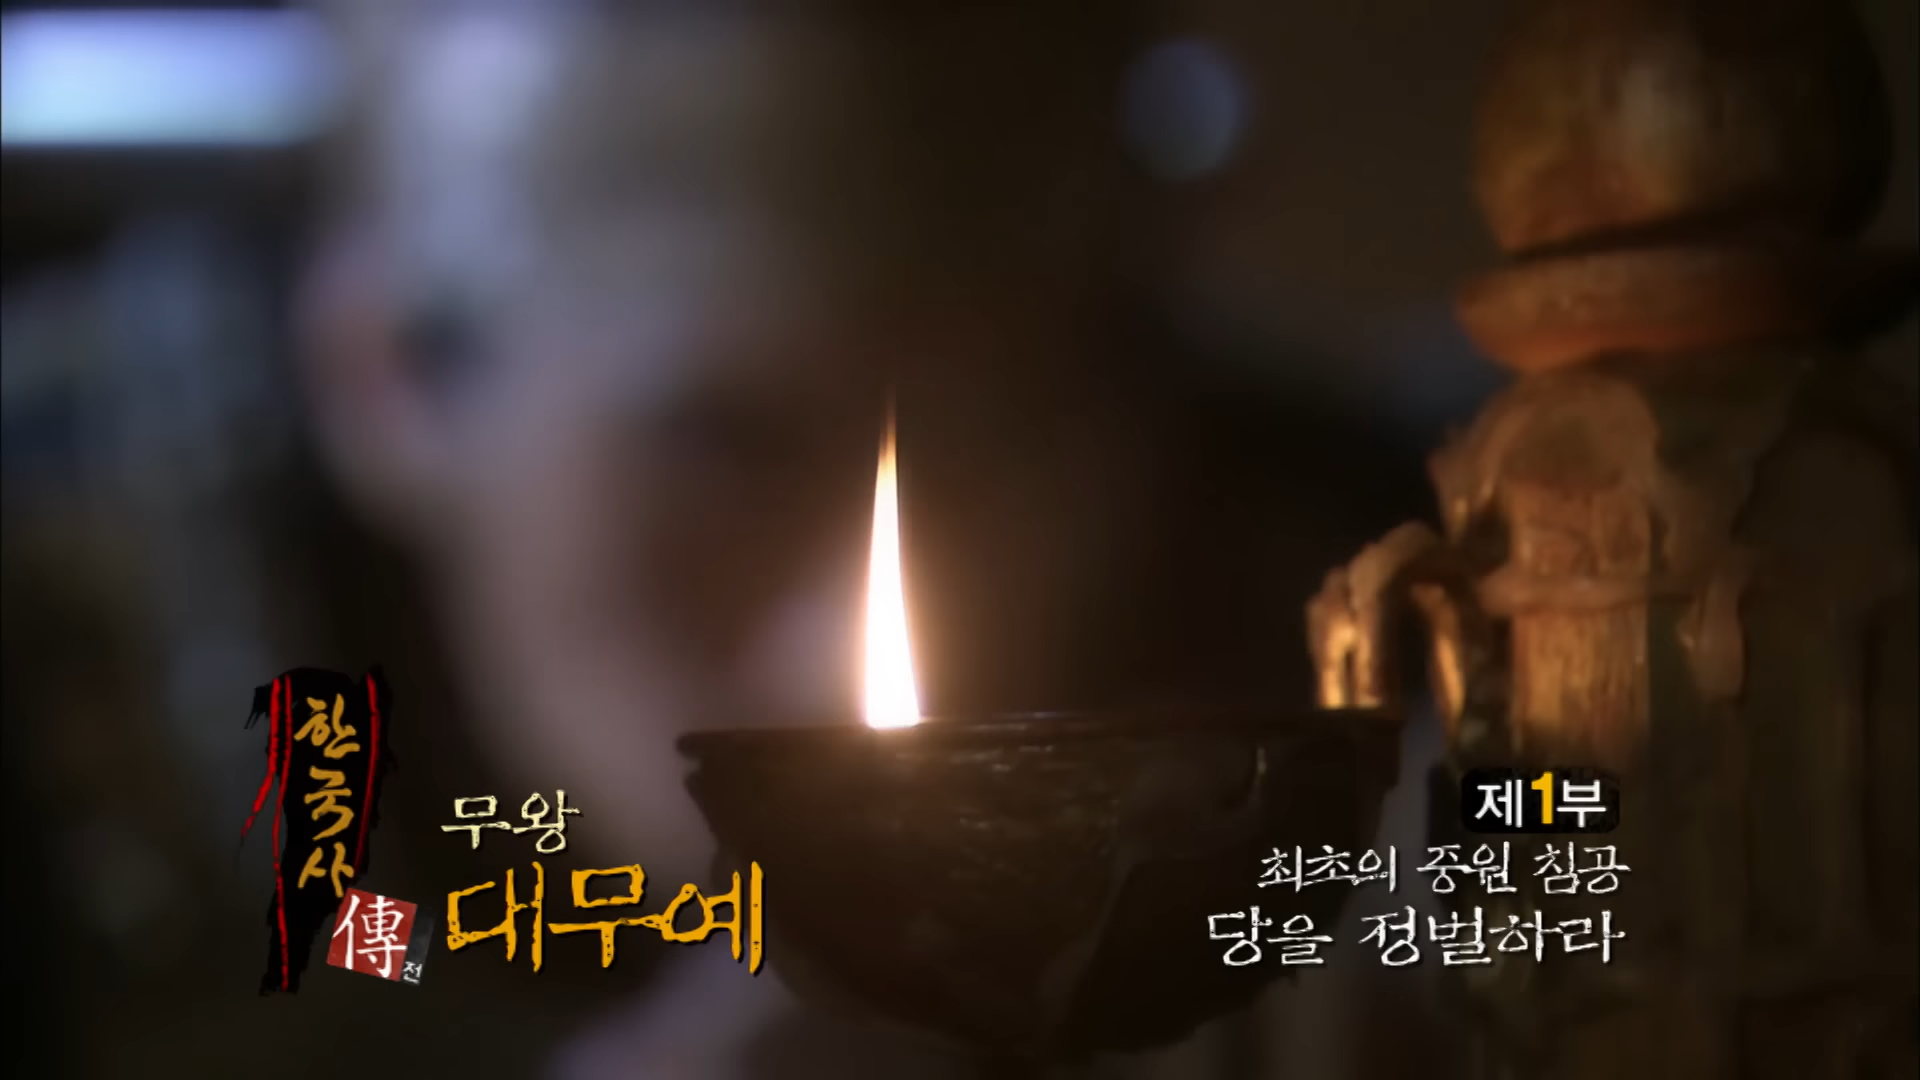 한국사
傳
전
무왕
대무예
제1부
최초의 중원 침공
당을 정벌하라